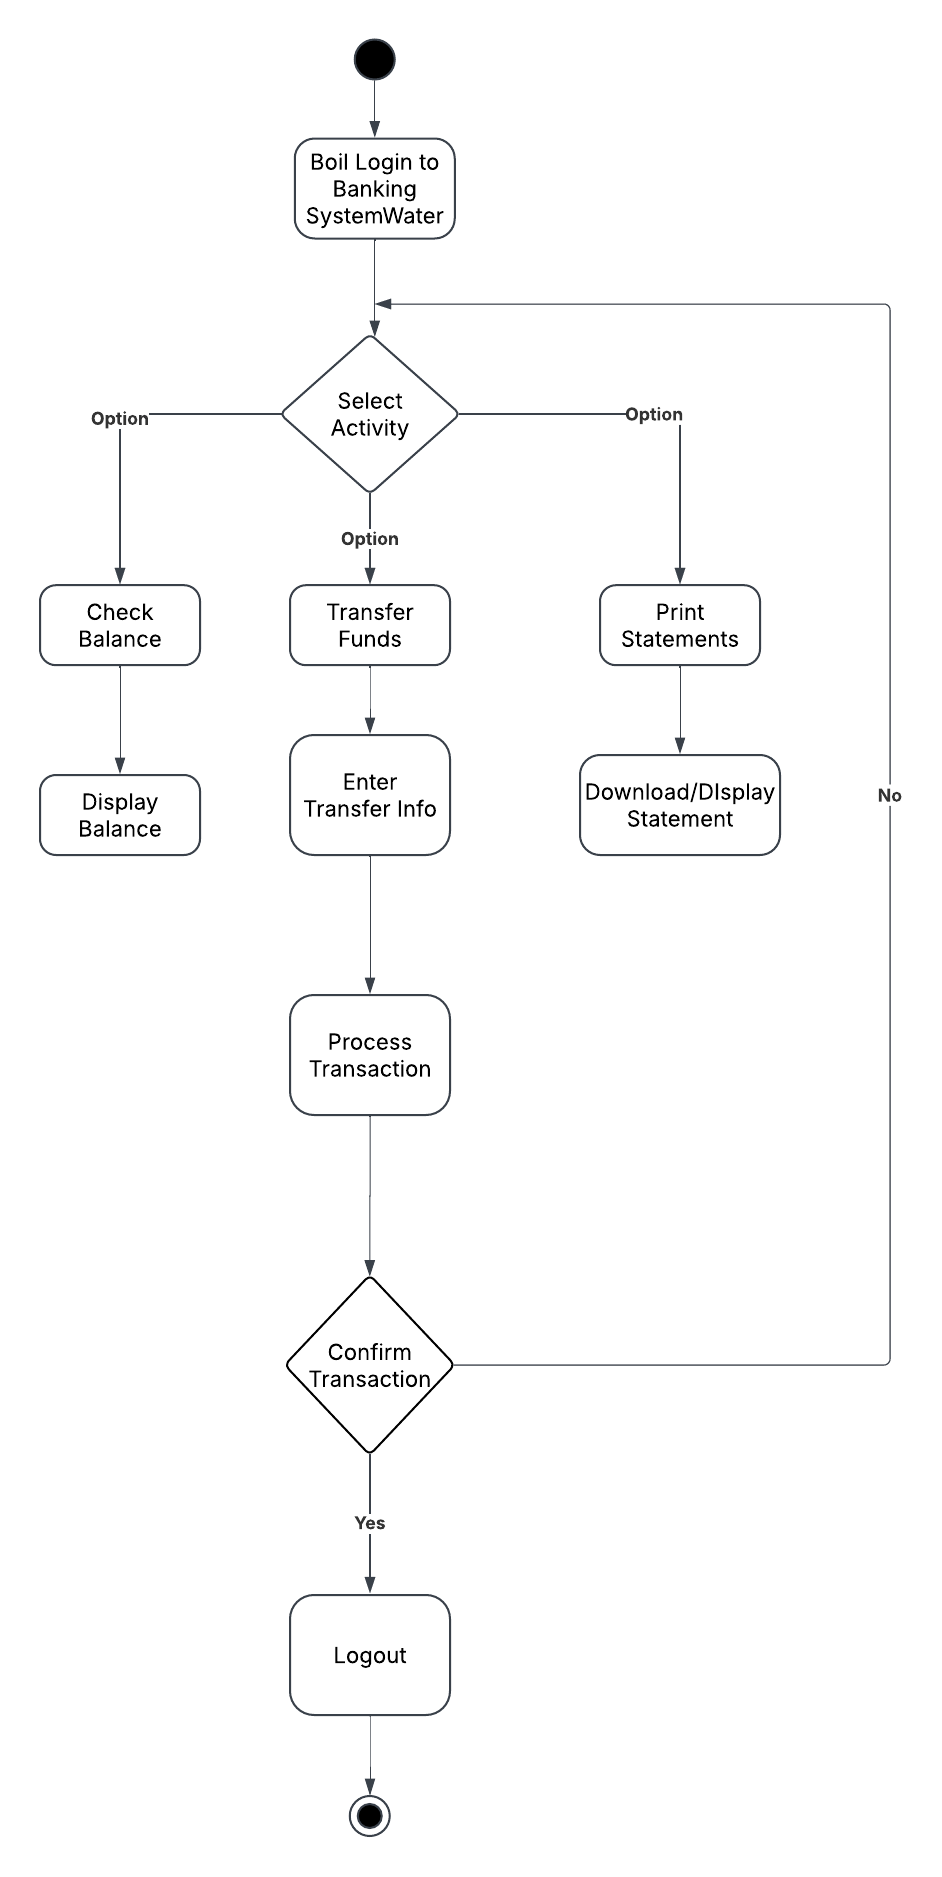 Boil Login to
Banking
SystemWater
Select
Activity
Option
Option
Option
Check
Balance
Transfer
Funds
Print
Statements
Display
Balance
Enter
Transfer Info
Download/DIsplay
Statement
No
Process
Transaction
Confirm
Transaction
Yes
Logout